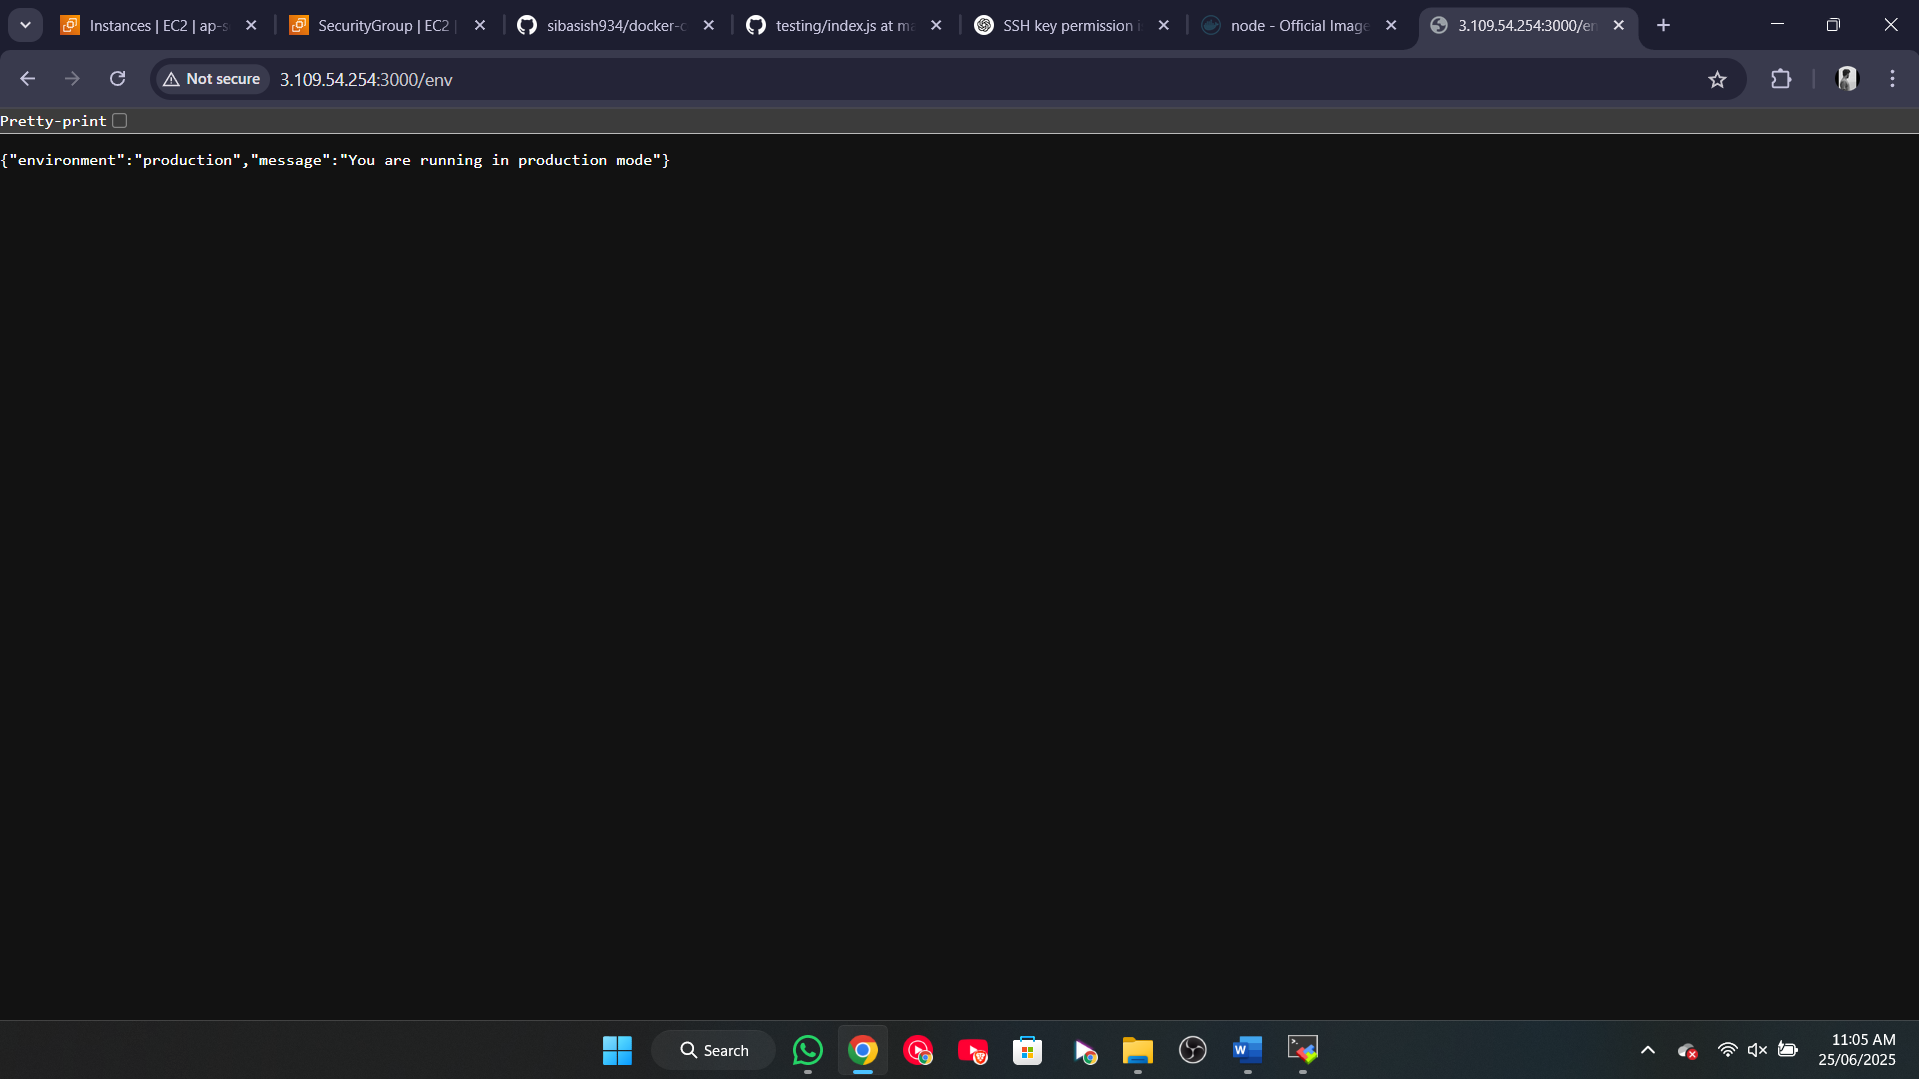 Instances | EC2 | ap-s
SecurityGroup | EC2 |
sibasish934/docker-c
testing/index.js at ma
SSH key permission i
node - Official Image
3.109.54.254:3000/en
Not secure
3.109.54.254:3000/env
Pretty-print
{"environment":"production","message":"You are running in production mode"}
Search
11:05 AM
25/06/2025